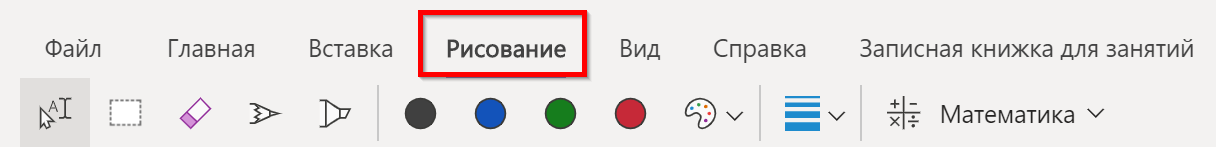 Файл Главная Вставка Рисование Вид Справка Записная книжка для занятий
Математика